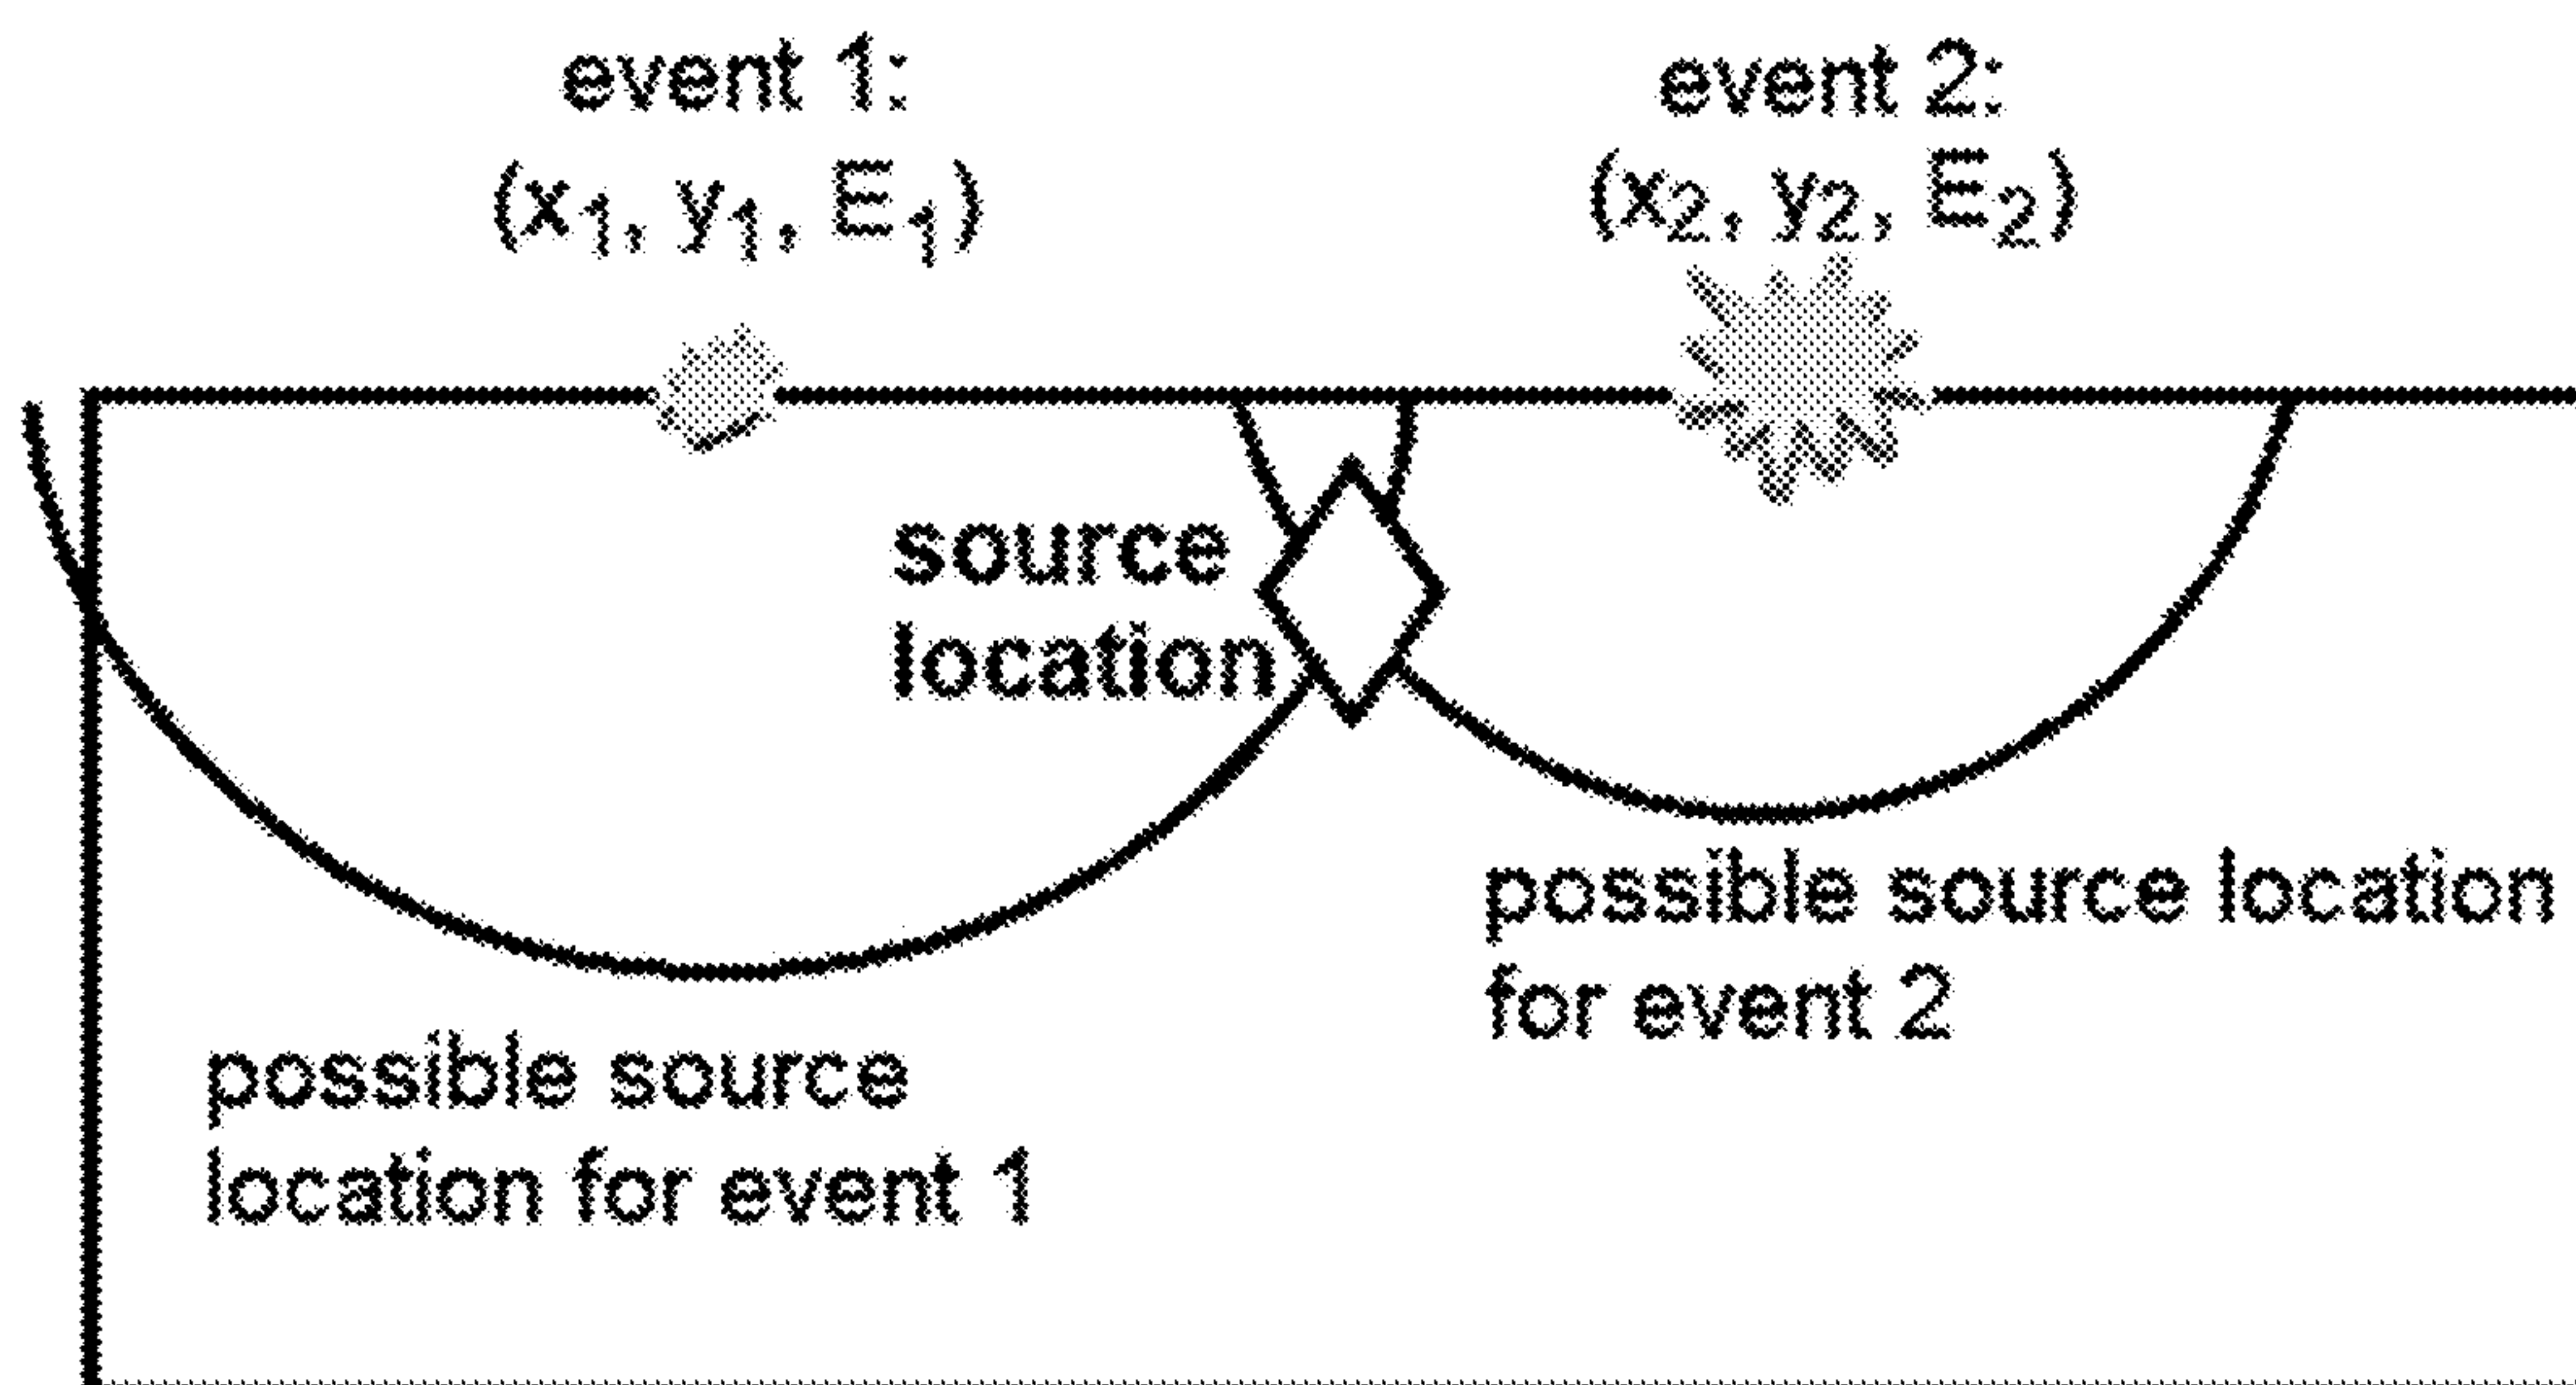 event 1:
(x₁, y₁, E₁)
event 2:
(x₂, y₂, E₂)
source
location
possible source location
for event 2
possible source
location for event 1